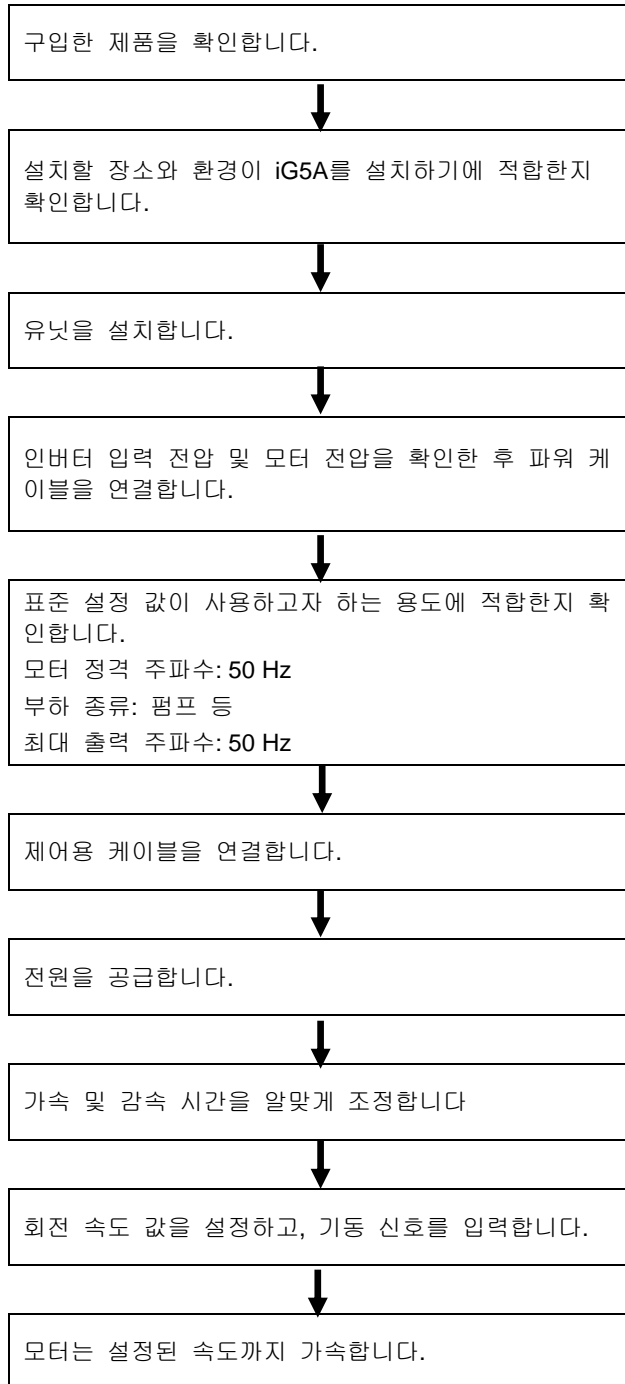 구입한 제품을 확인합니다.
설치할 장소와 환경이 iG5A를 설치하기에 적합한지
확인합니다.
유닛을 설치합니다.
인버터 입력 전압 및 모터 전압을 확인한 후 파워 케
이블을 연결합니다.
표준 설정 값이 사용하고자 하는 용도에 적합한지 확
인합니다.
모터 정격 주파수: 50 Hz
부하 종류: 펌프 등
최대 출력 주파수: 50 Hz
제어용 케이블을 연결합니다.
전원을 공급합니다.
가속 및 감속 시간을 알맞게 조정합니다
회전 속도 값을 설정하고, 기동 신호를 입력합니다.
모터는 설정된 속도까지 가속합니다.